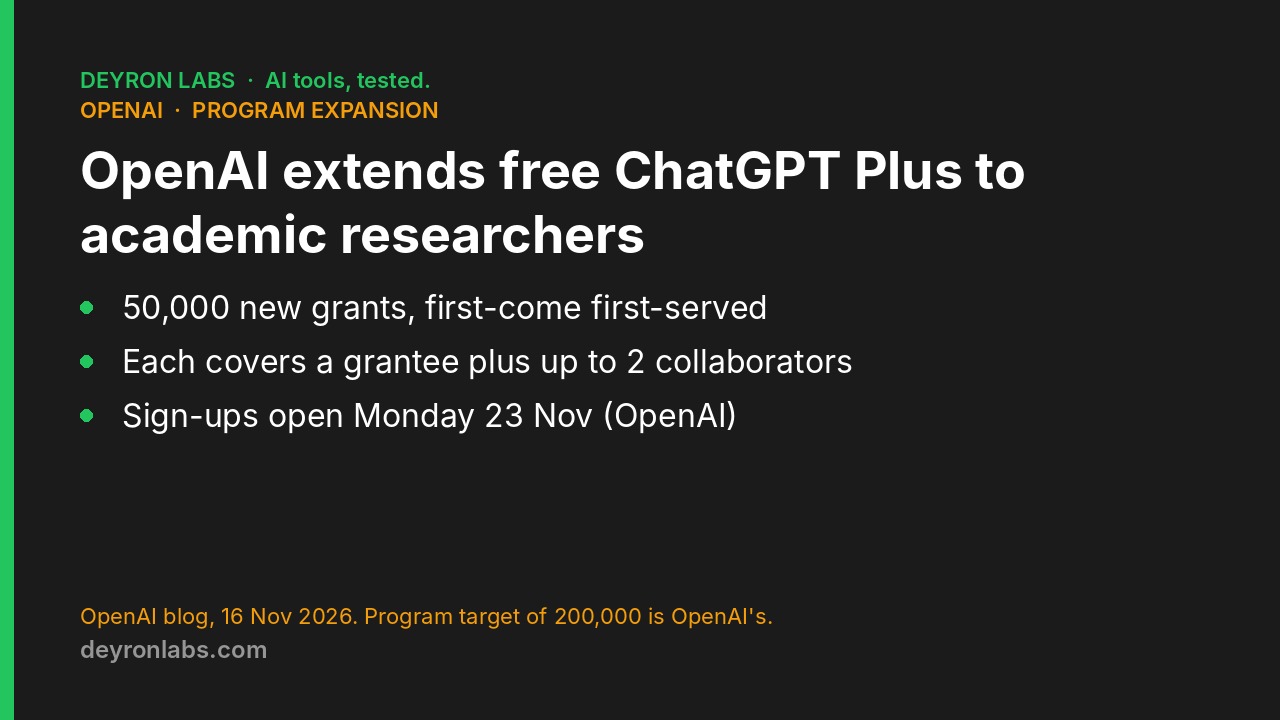 DEYRON LABS · AI tools, tested.
OPENAI · PROGRAM EXPANSION
OpenAI extends free ChatGPT Plus to
academic researchers
50,000 new grants, first-come first-served
Each covers a grantee plus up to 2 collaborators
Sign-ups open Monday 23 Nov (OpenAI)
OpenAI blog, 16 Nov 2026. Program target of 200,000 is OpenAI's.
deyronlabs.com